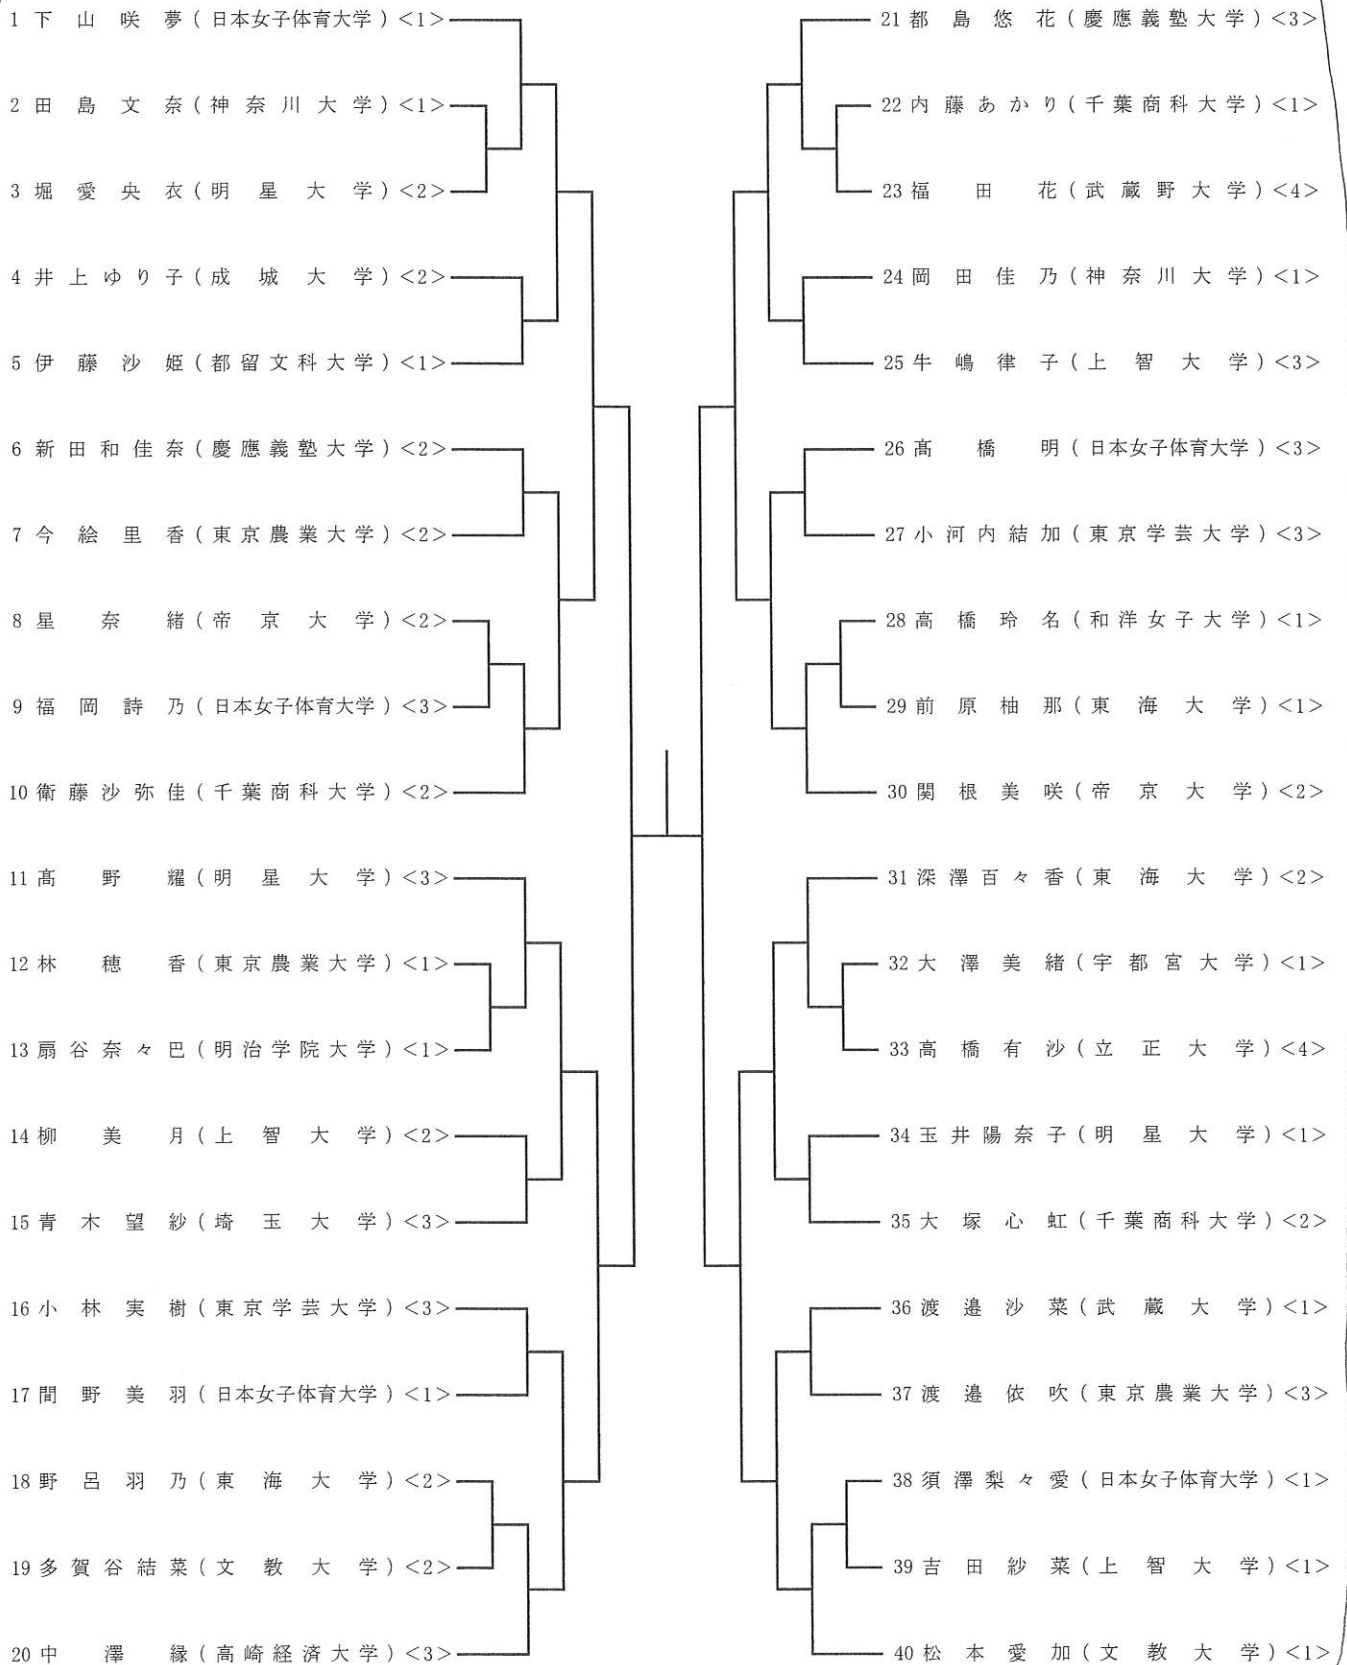 1 下山咲夢(日本女子体育大学)<1>
2 田島文奈(神奈川大学)<1>
3 堀愛央衣(明星大学)<2>
4 井上ゆり子(成城大学)<2>
5 伊藤沙姫(都留文科大学)<1>
6 新田和佳奈(慶應義塾大学)<2>
7 今絵里香(東京農業大学)<2>
8 星奈緒(帝京大学)<2>
9 福岡詩乃(日本女子体育大学)<3>
10 衛藤沙弥佳(千葉商科大学)<2>
11 髙野耀(明星大学)<3>
12 林穂香(東京農業大学)<1>
13 扇谷奈々巴(明治学院大学)<1>
14 柳美月(上智大学)<2>
15 青木望紗(埼玉大学)<3>
16 小林実樹(東京学芸大学)<3>
17 間野美羽(日本女子体育大学)<1>
18 野呂羽乃(東海大学)<2>
19 多賀谷結菜(文教大学)<2>
20 中澤縁(高崎経済大学)<3>
21 都島悠花(慶應義塾大学)<3>
22 内藤あかり(千葉商科大学)<1>
23 福田花(武蔵野大学)<4>
24 岡田佳乃(神奈川大学)<1>
25 牛嶋律子(上智大学)<3>
26 髙橋明(日本女子体育大学)<3>
27 小河内結加(東京学芸大学)<3>
28 高橋玲名(和洋女子大学)<1>
29 前原柚那(東海大学)<1>
30 関根美咲(帝京大学)<2>
31 深澤百々香(東海大学)<2>
32 大澤美緒(宇都宮大学)<1>
33 高橋有沙(立正大学)<4>
34 玉井陽奈子(明星大学)<1>
35 大塚心虹(千葉商科大学)<2>
36 渡邉沙菜(武蔵大学)<1>
37 渡邉依吹(東京農業大学)<3>
38 須澤梨々愛(日本女子体育大学)<1>
39 吉田紗菜(上智大学)<1>
40 松本愛加(文教大学)<1>